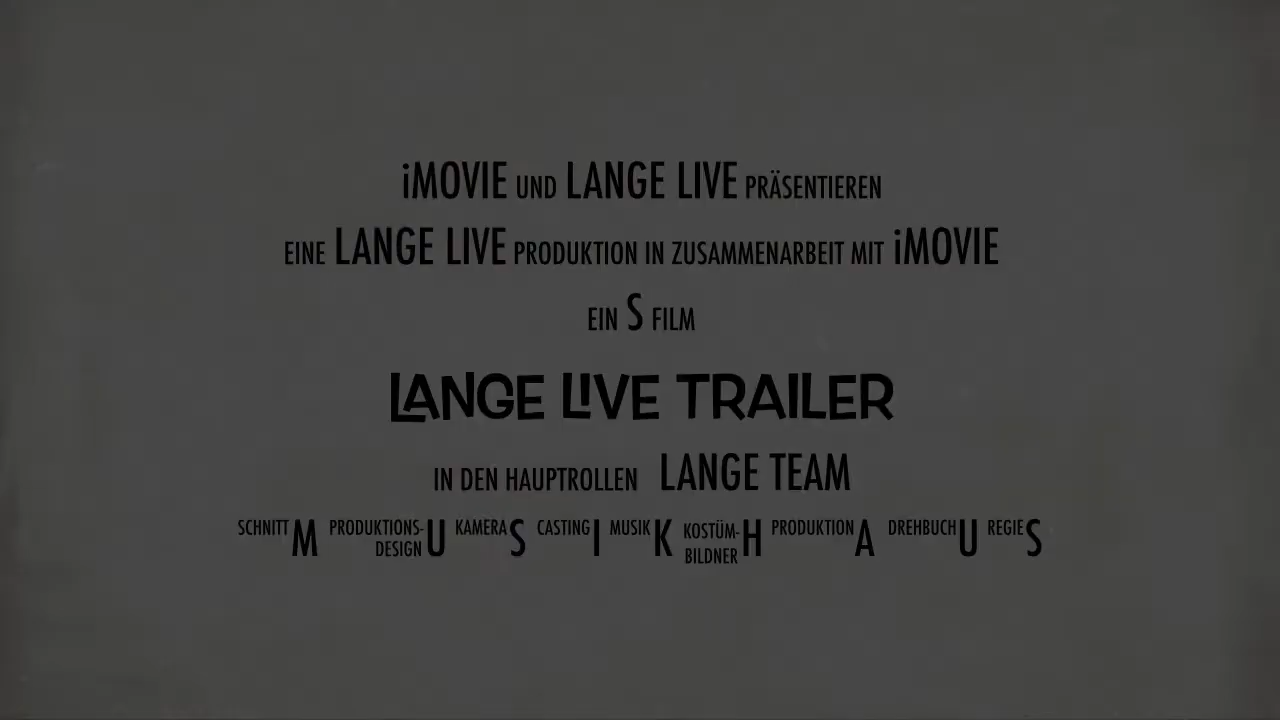 iMOVIE UND LANGE LIVE PRÄSENTIEREN
EINE LANGE LIVE PRODUKTION IN ZUSAMMENARBEIT MIT iMOVIE
EIN S FILM
LANGE LIVE TRAILER
IN DEN HAUPTROLLEN LANGE TEAM
SCHNITT M PRODUKTIONS-DESIGN U KAMERA S CASTING I MUSIK K KOSTÜM-BILDNER H PRODUKTION A DREHBUCH U REGIE S